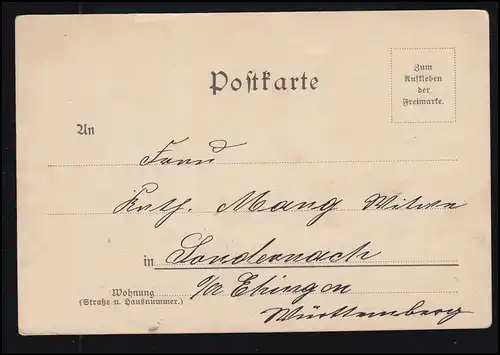 Postkarte
Zum
Aufkleben
der
Freimarke.
An
Frau
Kath. Mang Witwe
in Sondernach
Wohnung
(Straße u. Hausnummer.)
Ehingen
Württemberg